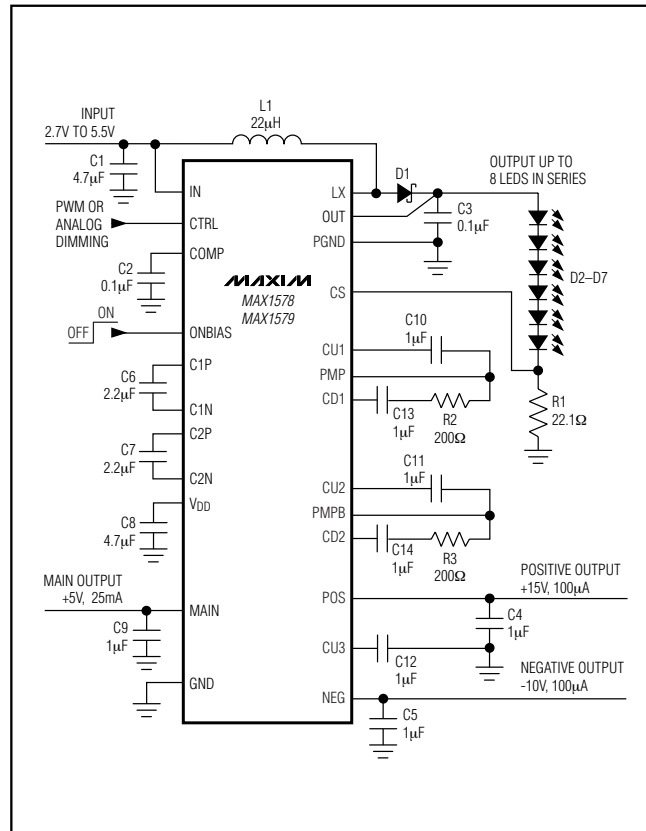 INPUT
2.7V TO 5.5V
L1
22µH
C1
4.7µF
D1
OUTPUT UP TO
8 LEDS IN SERIES
IN
LX
PWM OR
ANALOG
DIMMING
CTRL
OUT
C3
0.1µF
PGND
COMP
C2
0.1µF
MAXIM
MAX1578
MAX1579
D2–D7
CS
ON
OFF
ONBIAS
C10
1µF
CU1
PMP
CD1
C13
1µF
R2
200Ω
R1
22.1Ω
C1P
C6
2.2µF
C1N
C2P
C7
2.2µF
C2N
C11
1µF
CU2
PMPB
CD2
C14
1µF
R3
200Ω
VDD
C8
4.7µF
MAIN OUTPUT
+5V, 25mA
MAIN
C9
1µF
POS
POSITIVE OUTPUT
+15V, 100µA
C4
1µF
CU3
C12
1µF
GND
NEG
NEGATIVE OUTPUT
-10V, 100µA
C5
1µF